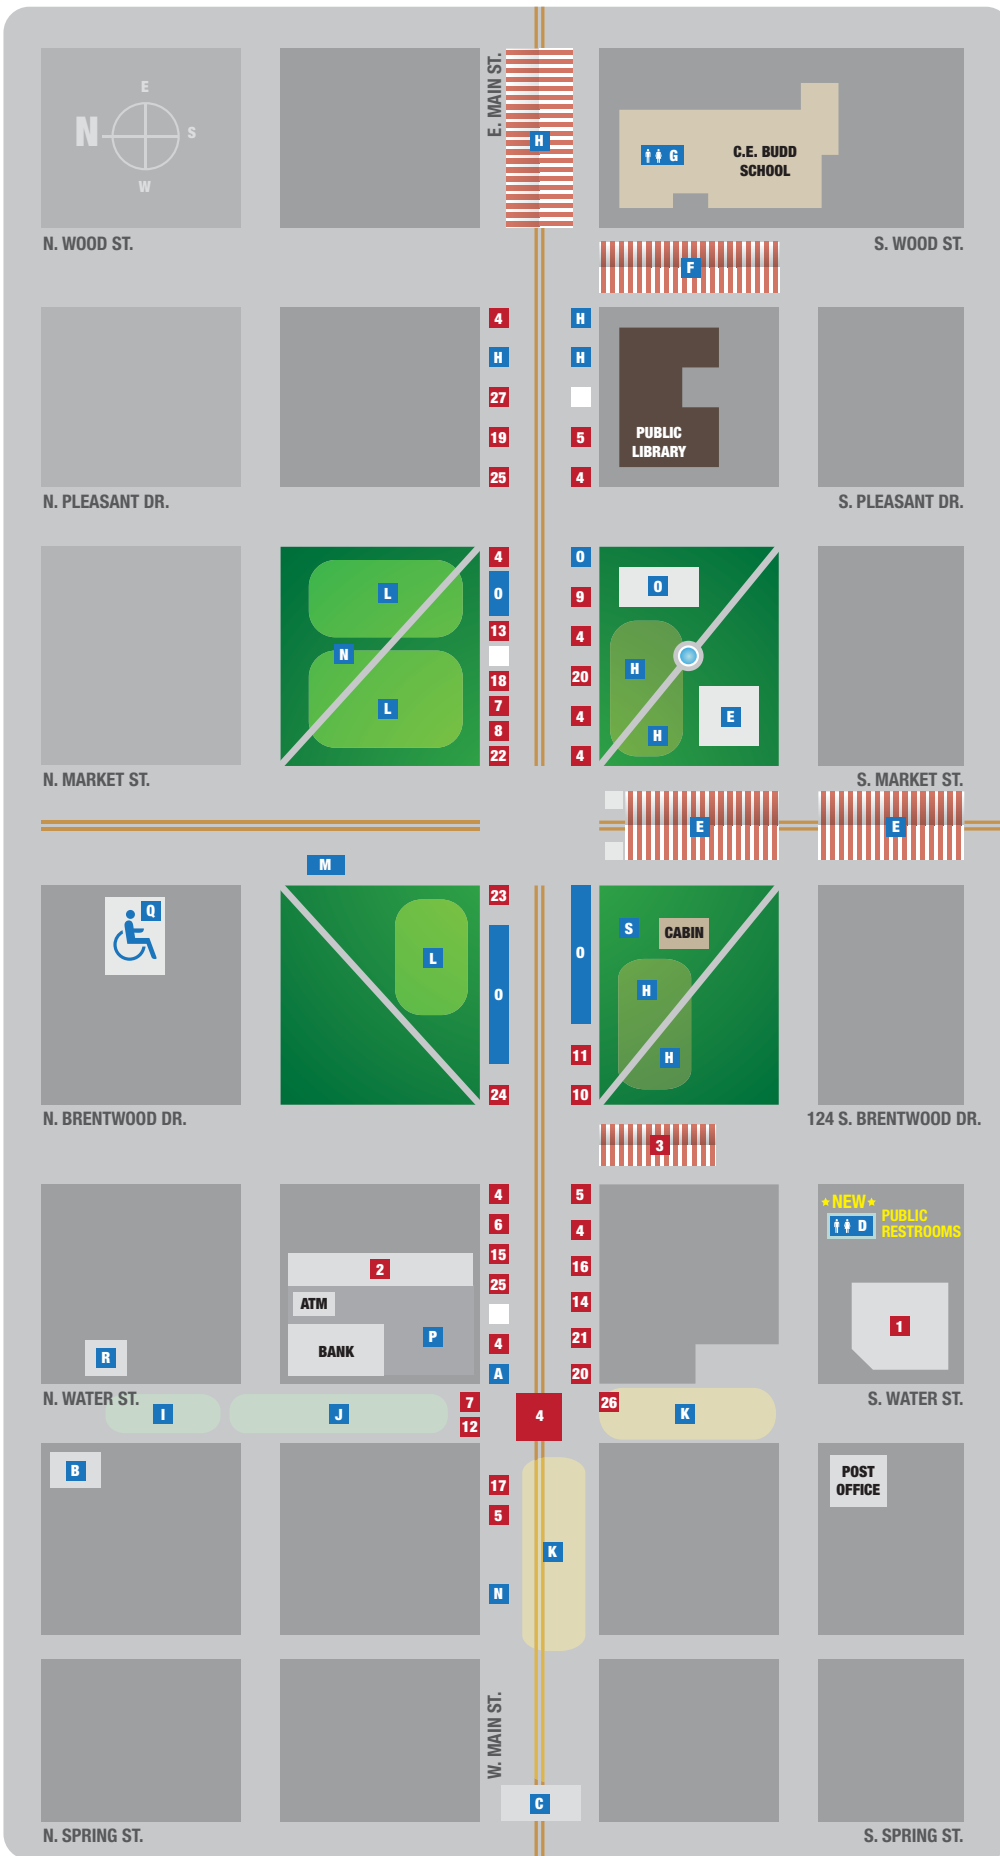 E. MAIN ST.
E
N
S
W
H
G
C.E. BUDD
SCHOOL
N. WOOD ST.
S. WOOD ST.
F
4
H
H
H
27
19
5
25
4
PUBLIC
LIBRARY
N. PLEASANT DR.
S. PLEASANT DR.
L
N
L
4
O
13
18
7
8
22
O
9
4
20
4
4
O
H
E
H
N. MARKET ST.
S. MARKET ST.
E
E
M
Q
L
23
O
24
O
11
10
S
CABIN
H
H
N. BRENTWOOD DR.
124 S. BRENTWOOD DR.
3
4
6
15
25
4
A
5
4
16
14
21
20
NEW
D
PUBLIC
RESTROOMS
1
2
ATM
BANK
P
R
N. WATER ST.
S. WATER ST.
I
J
7
12
4
26
K
B
17
5
N
K
POST
OFFICE
W. MAIN ST.
C
N. SPRING ST.
S. SPRING ST.